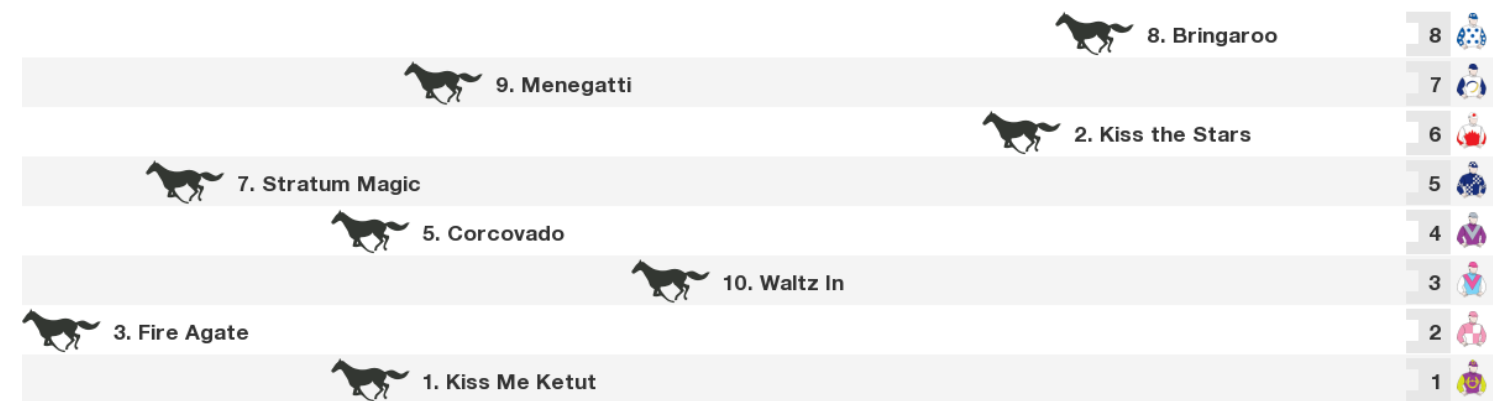 8. Bringaroo 8
9. Menegatti 7
2. Kiss the Stars 6
7. Stratum Magic 5
5. Corcovado 4
10. Waltz In 3
3. Fire Agate 2
1. Kiss Me Ketut 1